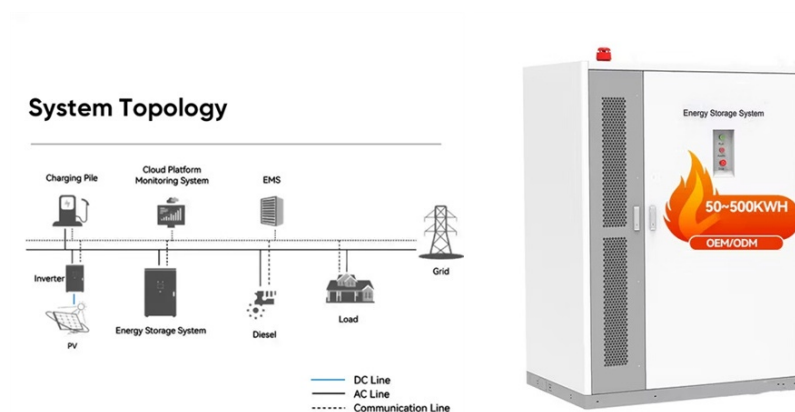 System Topology
Charging Pile
Cloud Platform
Monitoring System
EMS
Inverter
Grid
PV
Energy Storage System
Diesel
Load
DC Line
AC Line
Communication Line
Energy Storage System
50~500KWH
OEM/ODM